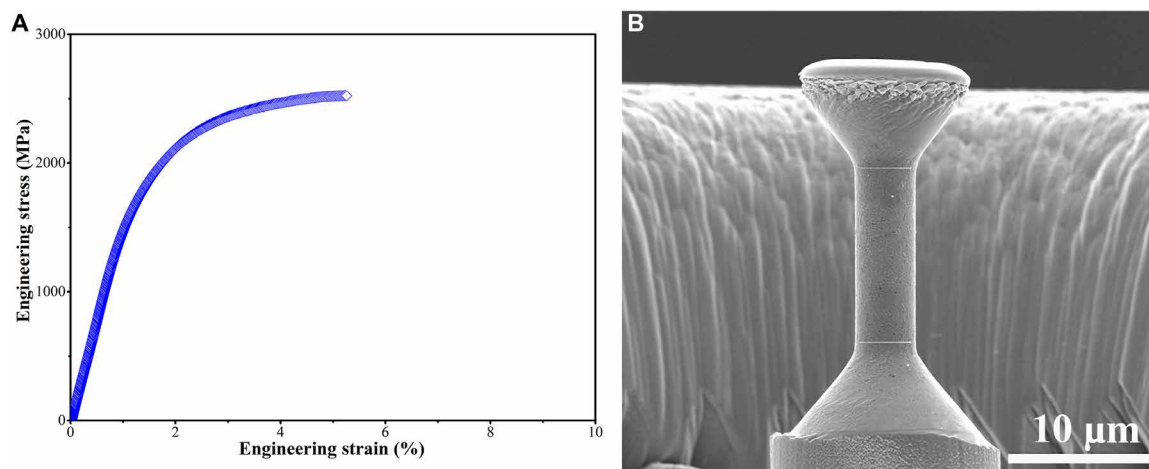 A
3000
2000
1000
0
Engineering stress (MPa)
0
2
4
6
8
10
Engineering strain (%)
B
10 μm